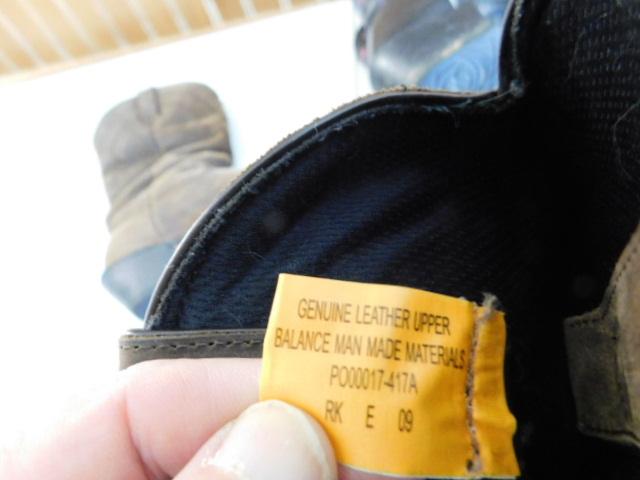 GENUINE LEATHER UPPER
BALANCE MAN MADE MATERIALS
PO00017-417A
RK E 09